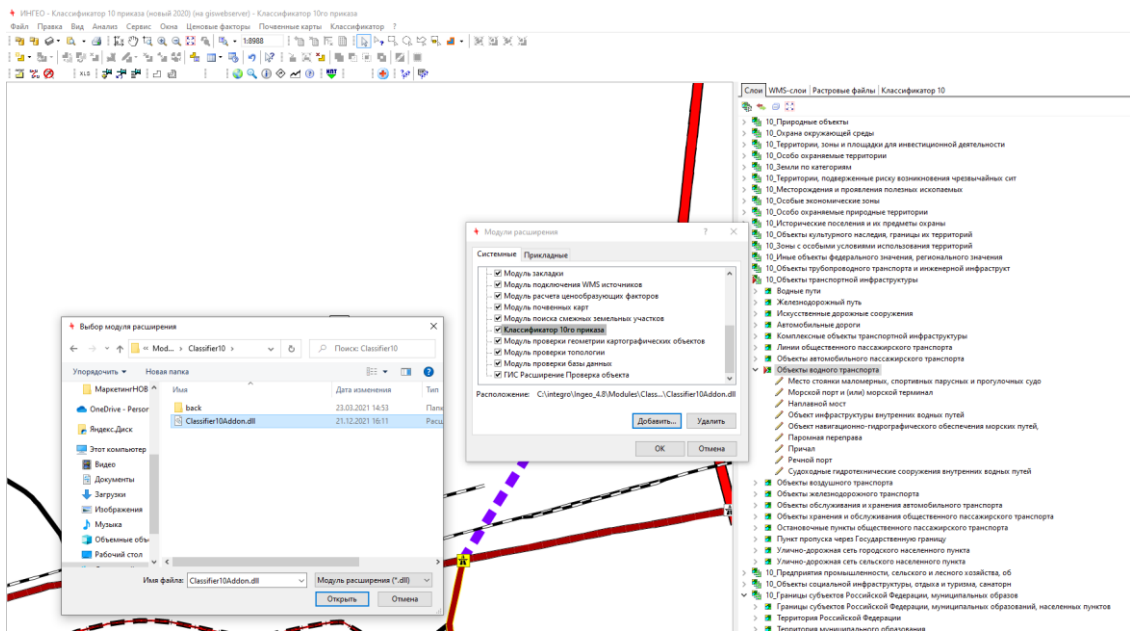 ИНГЕО - Классификатор 10 приказа (новый 2020) (на giswebserver) - Классификатор 10го приказа
Файл Правка Вид Анализ Сервис Окна Ценовые факторы Почвенные карты Классификатор ?
1:8988
XLS
Слои WMS-слои Растровые файлы Классификатор 10
10_Природные объекты
10_Охрана окружающей среды
10_Территории, зоны и площадки для инвестиционной деятельности
10_Особо охраняемые территории
10_Земли по категориям
10_Территории, подверженные риску возникновения чрезвычайных сит
10_Месторождения и проявления полезных ископаемых
10_Особые экономические зоны
10_Особо охраняемые природные территории
10_Исторические поселения и их предметы охраны
10_Объекты культурного наследия, границы их территорий
10_Зоны с особыми условиями использования территорий
10_Иные объекты федерального значения, регионального значения
10_Объекты трубопроводного транспорта и инженерной инфраструкт
10_Объекты транспортной инфраструктуры
Водные пути
Железнодорожный путь
Искусственные дорожные сооружения
Автомобильные дороги
Комплексные объекты транспортной инфраструктуры
Линии общественного пассажирского транспорта
Объекты автомобильного пассажирского транспорта
Объекты водного транспорта
Место стоянки маломерных, спортивных парусных и прогулочных судо
Морской порт и (или) морской терминал
Наплавной мост
Объект инфраструктуры внутренних водных путей
Объект навигационно-гидрографического обеспечения морских путей,
Паромная переправа
Причал
Речной порт
Судоходные гидротехнические сооружения внутренних водных путей
Объекты воздушного транспорта
Объекты железнодорожного транспорта
Объекты обслуживания и хранения автомобильного транспорта
Объекты хранения и обслуживания общественного пассажирского транспорта
Остановочные пункты общественного пассажирского транспорта
Пункт пропуска через Государственную границу
Улично-дорожная сеть городского населенного пункта
Улично-дорожная сеть сельского населенного пункта
10_Предприятия промышленности, сельского и лесного хозяйства, об
10_Объекты социальной инфраструктуры, отдыха и туризма, санаторн
10_Границы субъектов Российской Федерации, муниципальных образов
Границы субъектов Российской Федерации, муниципальных образований, населенных пунктов
Территория Российской Федерации
Территория муниципального образования
Модули расширения ?
Системные Прикладные
Модуль закладки
Модуль подключения WMS источников
Модуль расчета ценообразующих факторов
Модуль почвенных карт
Модуль поиска смежных земельных участков
Классификатор 10го приказа
Модуль проверки геометрии картографических объектов
Модуль проверки топологии
Модуль проверки базы данных
ГИС Расширение Проверка объекта
Расположение: C:\integro\Ingeo_4.8\Modules\Class...\Classifier10Addon.dll
Добавить... Удалить
OK Отмена
Выбор модуля расширения
« Mod... > Classifier10 >
Поиск: Classifier10
Упорядочить Новая папка
МаркетингНОВ
OneDrive - Person
Яндекс.Диск
Этот компьютер
Видео
Документы
Загрузки
Изображения
Музыка
Объемные объ
Рабочий стол
Имя Дата изменения Тип
back 23.03.2021 14:53 Папк
Classifier10Addon.dll 21.12.2021 16:11 Расш
Имя файла: Classifier10Addon.dll Модуль расширения (*.dll)
Открыть Отмена